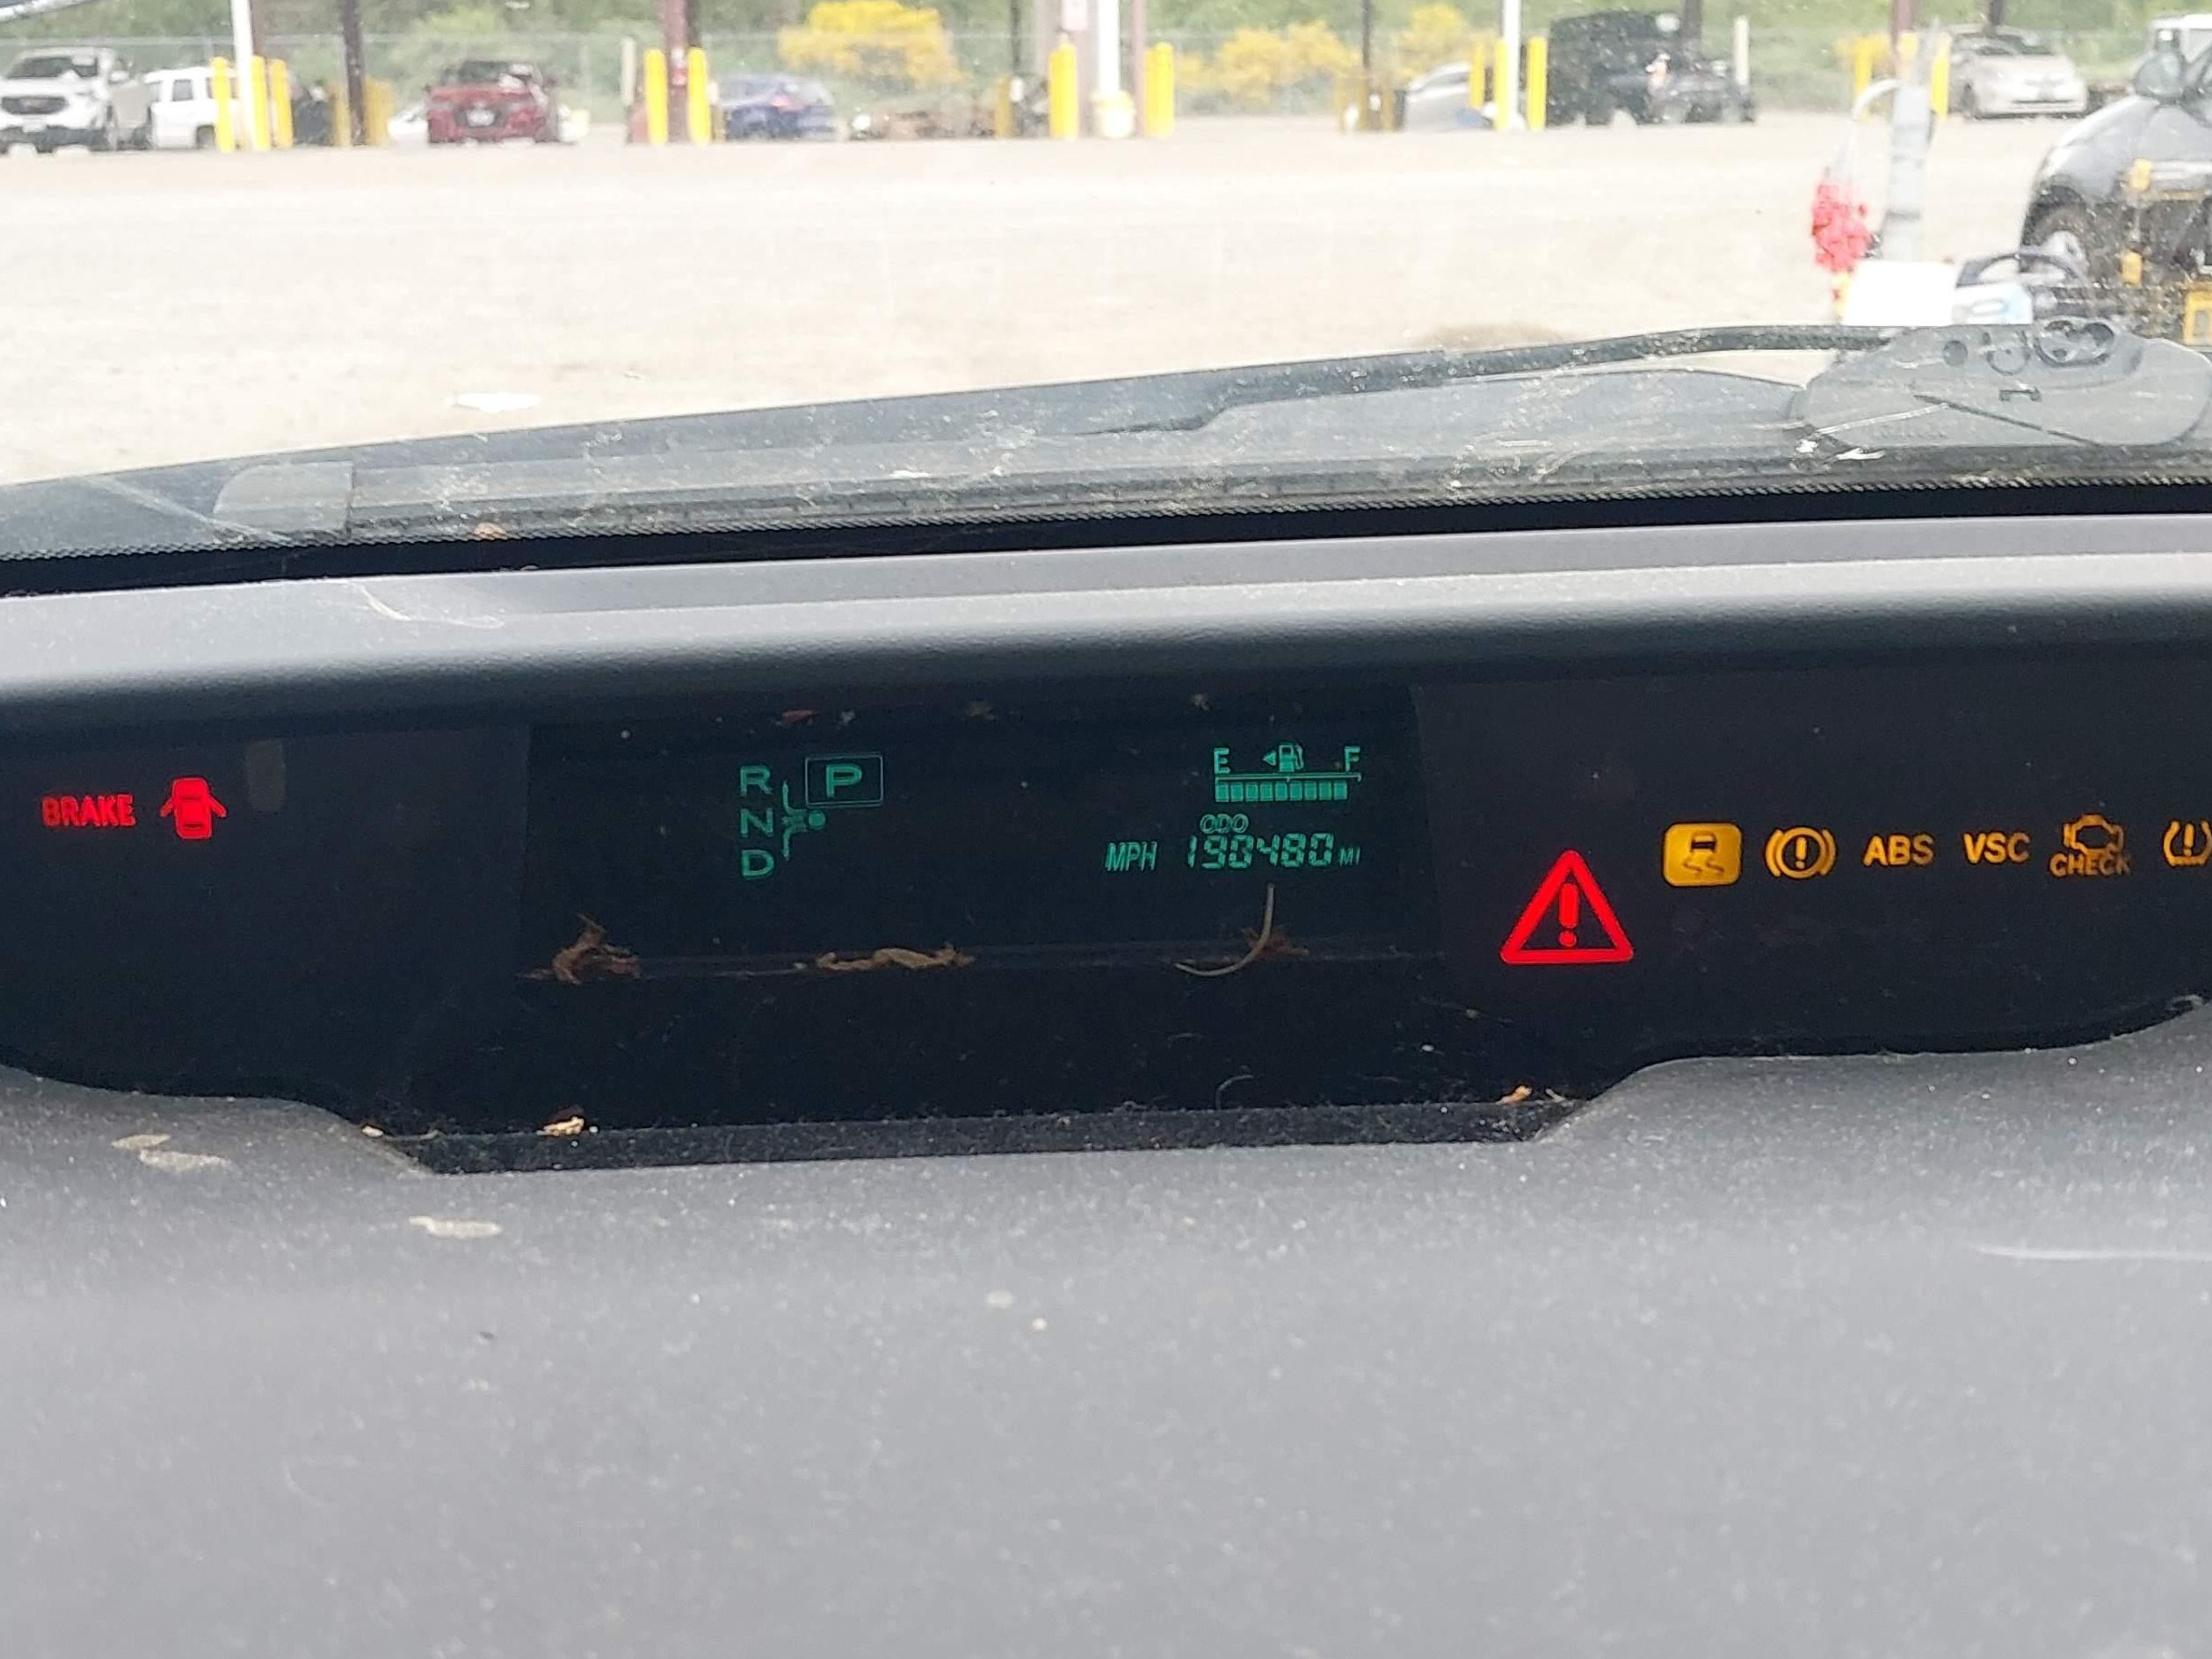 BRAKE
R P
N
D
E F
ODO
MPH 190480 MI
ABS VSC
CHECK